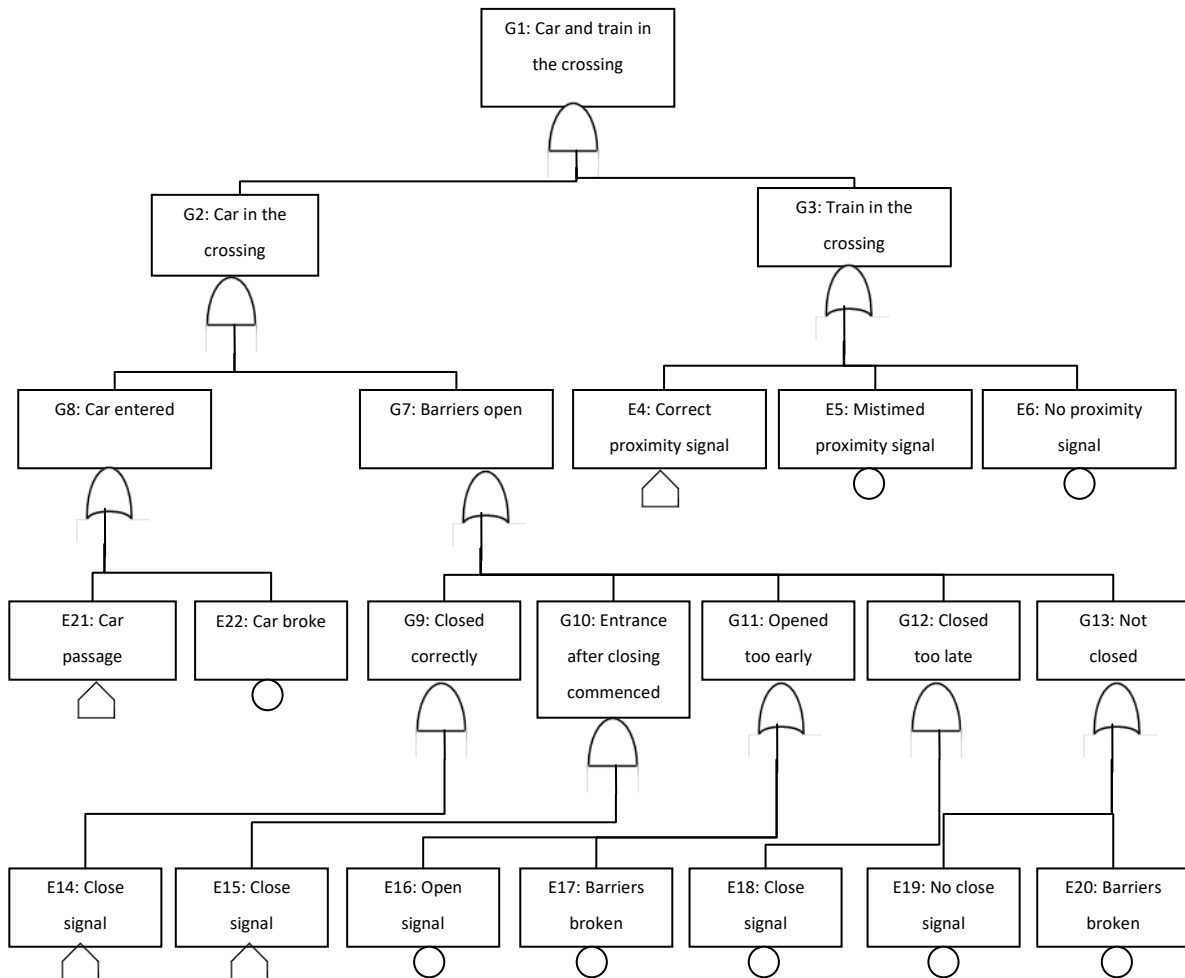 G1: Car and train in
the crossing
G2: Car in the
crossing
G3: Train in the
crossing
G8: Car entered
G7: Barriers open
E4: Correct
proximity signal
E5: Mistimed
proximity signal
E6: No proximity
signal
E21: Car
passage
E22: Car broke
G9: Closed
correctly
G10: Entrance
after closing
commenced
G11: Opened
too early
G12: Closed
too late
G13: Not
closed
E14: Close
signal
E15: Close
signal
E16: Open
signal
E17: Barriers
broken
E18: Close
signal
E19: No close
signal
E20: Barriers
broken